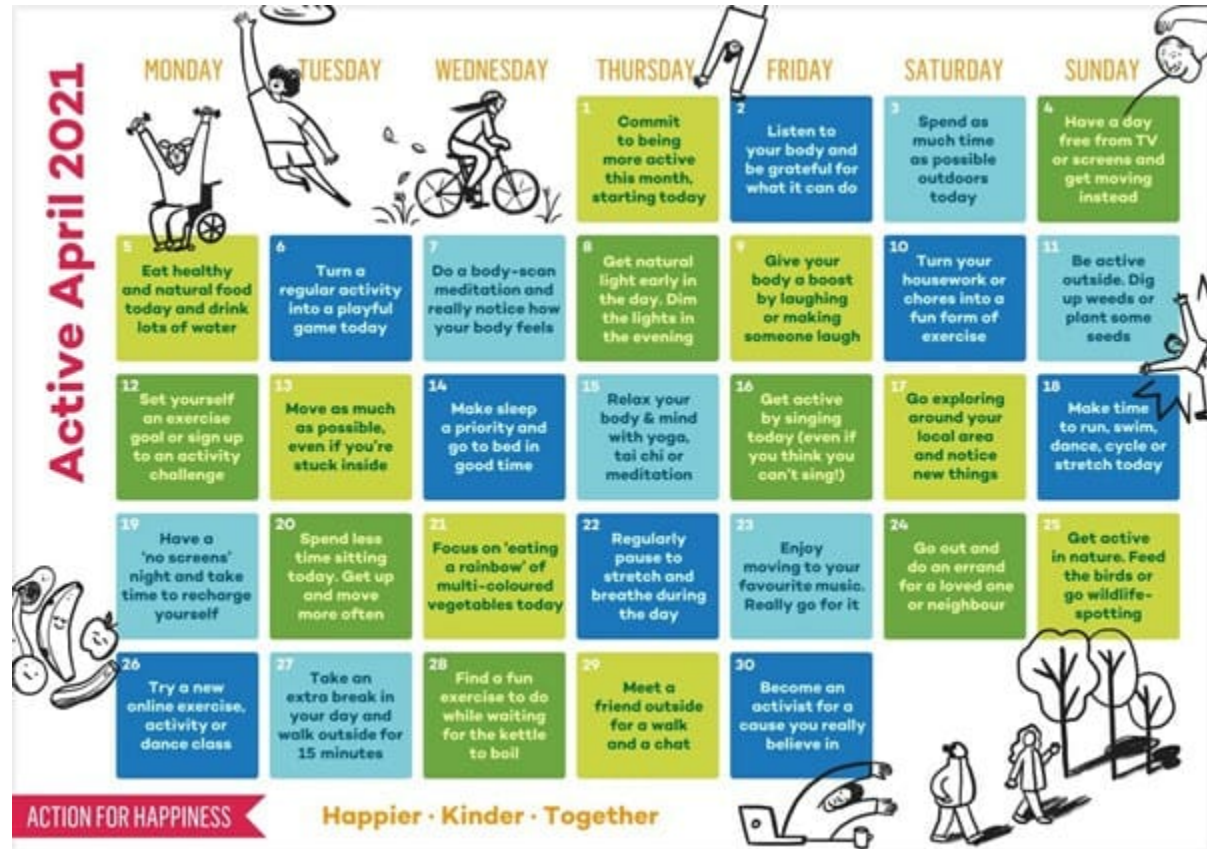 Active April 2021
MONDAY TUESDAY WEDNESDAY THURSDAY FRIDAY SATURDAY SUNDAY
1
Commit
to being
more active
this month,
starting today
2
Listen to
your body and
be grateful for
what it can do
3
Spend as
much time
as possible
outdoors
today
4
Have a day
free from TV
or screens and
get moving
instead
5
Eat healthy
and natural food
today and drink
lots of water
6
Turn a
regular activity
into a playful
game today
7
Do a body-scan
meditation and
really notice how
your body feels
8
Get natural
light early in
the day. Dim
the lights in
the evening
9
Give your
body a boost
by laughing
or making
someone laugh
10
Turn your
housework or
chores into a
fun form of
exercise
11
Be active
outside. Dig
up weeds or
plant some
seeds
12
Set yourself
an exercise
goal or sign up
to an activity
challenge
13
Move as much
as possible,
even if you're
stuck inside
14
Make sleep
a priority and
go to bed in
good time
15
Relax your
body & mind
with yoga,
tai chi or
meditation
16
Get active
by singing
today (even if
you think you
can't sing!)
17
Go exploring
around your
local area
and notice
new things
18
Make time
to run, swim,
dance, cycle or
stretch today
19
Have a
'no screens'
night and take
time to recharge
yourself
20
Spend less
time sitting
today. Get up
and move
more often
21
Focus on 'eating
a rainbow' of
multi-coloured
vegetables today
22
Regularly
pause to
stretch and
breathe during
the day
23
Enjoy
moving to your
favourite music.
Really go for it
24
Go out and
do an errand
for a loved one
or neighbour
25
Get active
in nature. Feed
the birds or
go wildlife-
spotting
26
Try a new
online exercise,
activity or
dance class
27
Take an
extra break in
your day and
walk outside for
15 minutes
28
Find a fun
exercise to do
while waiting
for the kettle
to boil
29
Meet a
friend outside
for a walk
and a chat
30
Become an
activist for a
cause you really
believe in
ACTION FOR HAPPINESS
Happier · Kinder · Together